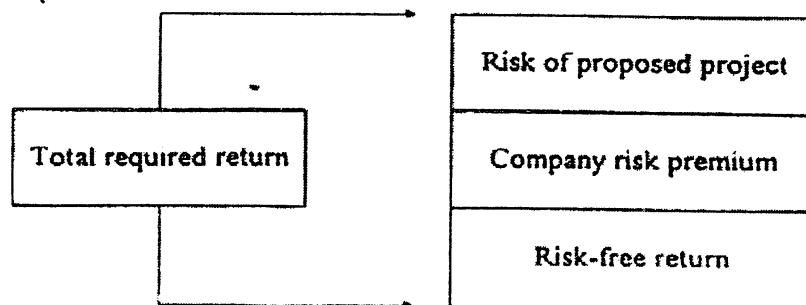 Risk of proposed project
Total required return
Company risk premium
Risk-free return